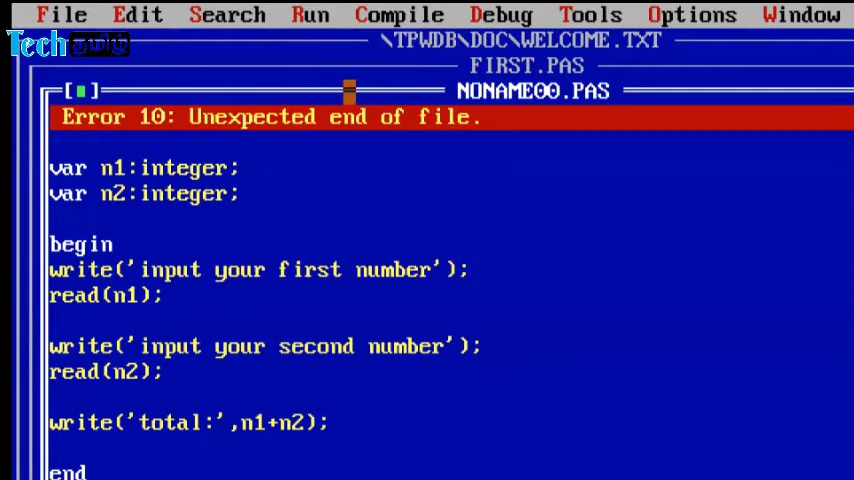 File Edit Search Run Compile Debug Tools Options Window
Tech தமிழ்
\TPWDB\DOC\WELCOME.TXT
FIRST.PAS
NONAME00.PAS
Error 10: Unexpected end of file.
var n1:integer;
var n2:integer;
begin
write('input your first number');
read(n1);
write('input your second number');
read(n2);
write('total:',n1+n2);
end